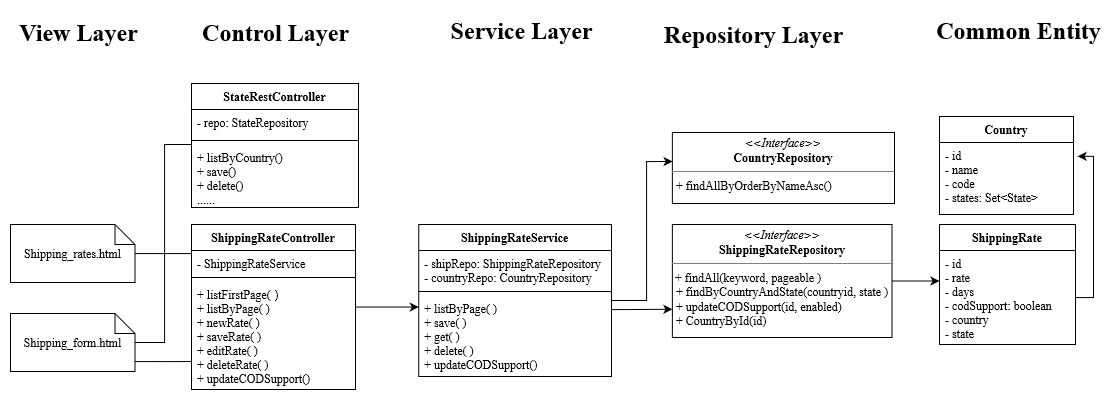 View Layer
Control Layer
Service Layer
Repository Layer
Common Entity
StateRestController
- repo: StateRepository
+ listByCountry()
+ save()
+ delete()
......
Shipping_rates.html
Shipping_form.html
ShippingRateController
- ShippingRateService
+ listFirstPage( )
+ listByPage( )
+ newRate( )
+ saveRate( )
+ editRate( )
+ deleteRate( )
+ updateCODSupport()
ShippingRateService
- shipRepo: ShippingRateRepository
- countryRepo: CountryRepository
+ listByPage( )
+ save( )
+ get( )
+ delete( )
+ updateCODSupport()
<<Interface>>
CountryRepository
+ findAllByOrderByNameAsc()
<<Interface>>
ShippingRateRepository
+ findAll(keyword, pageable )
+ findByCountryAndState(countryid, state )
+ updateCODSupport(id, enabled)
+ CountryById(id)
Country
- id
- name
- code
- states: Set<State>
ShippingRate
- id
- rate
- days
- codSupport: boolean
- country
- state